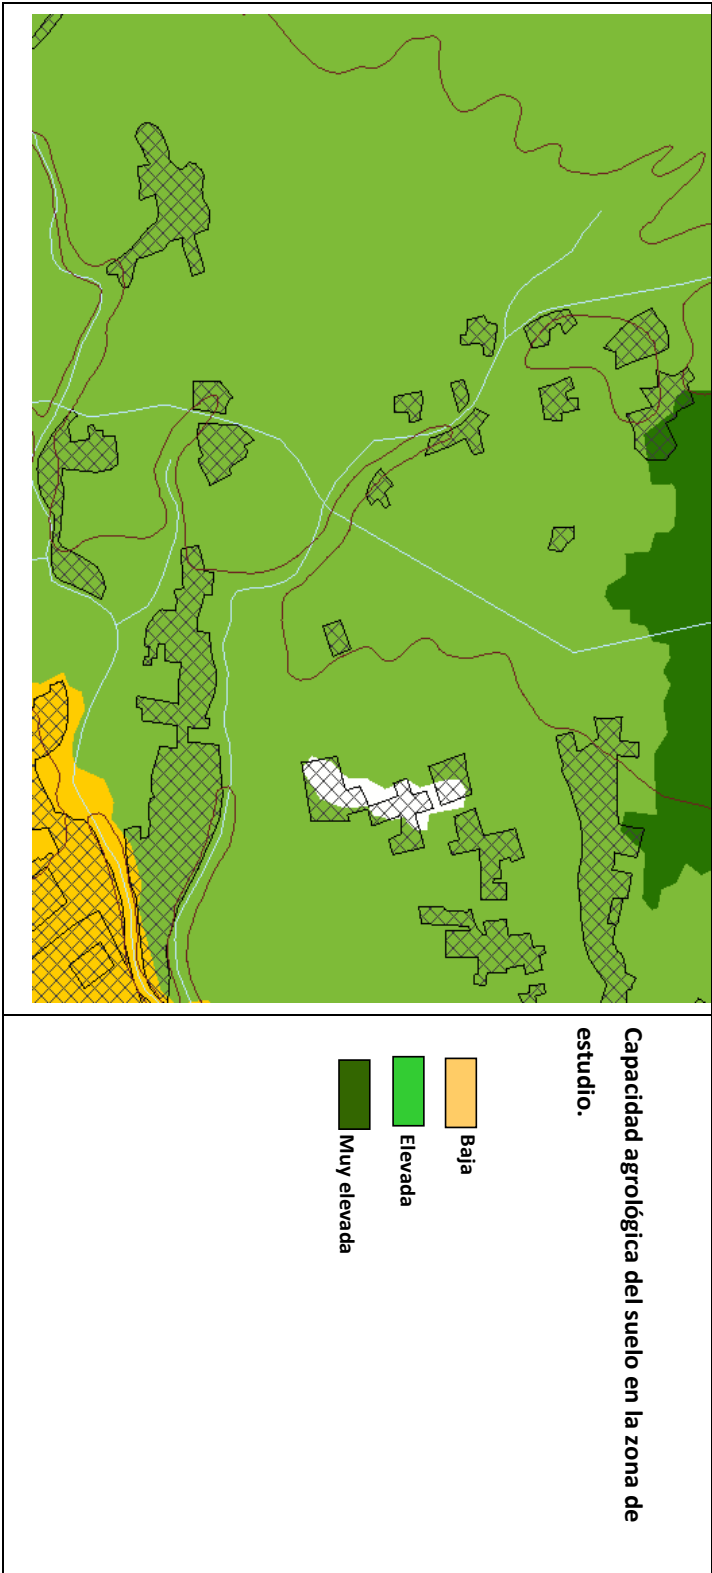 Capacidad agrológica del suelo en la zona de
estudio.
Baja
Elevada
Muy elevada